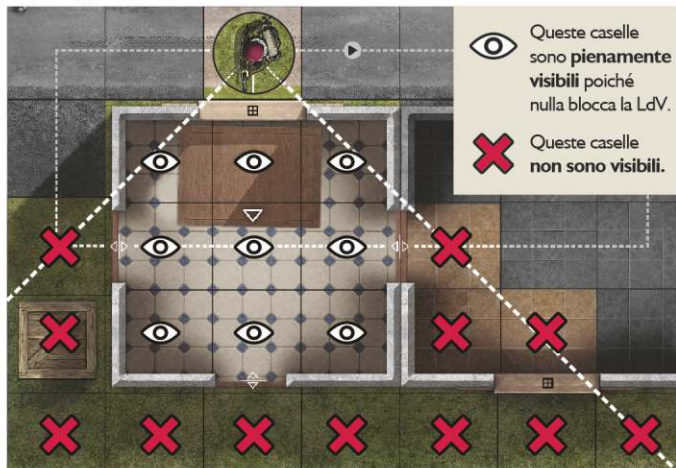 Queste caselle
sono pienamente
visibili poiché
nulla blocca la LdV.
Queste caselle
non sono visibili.